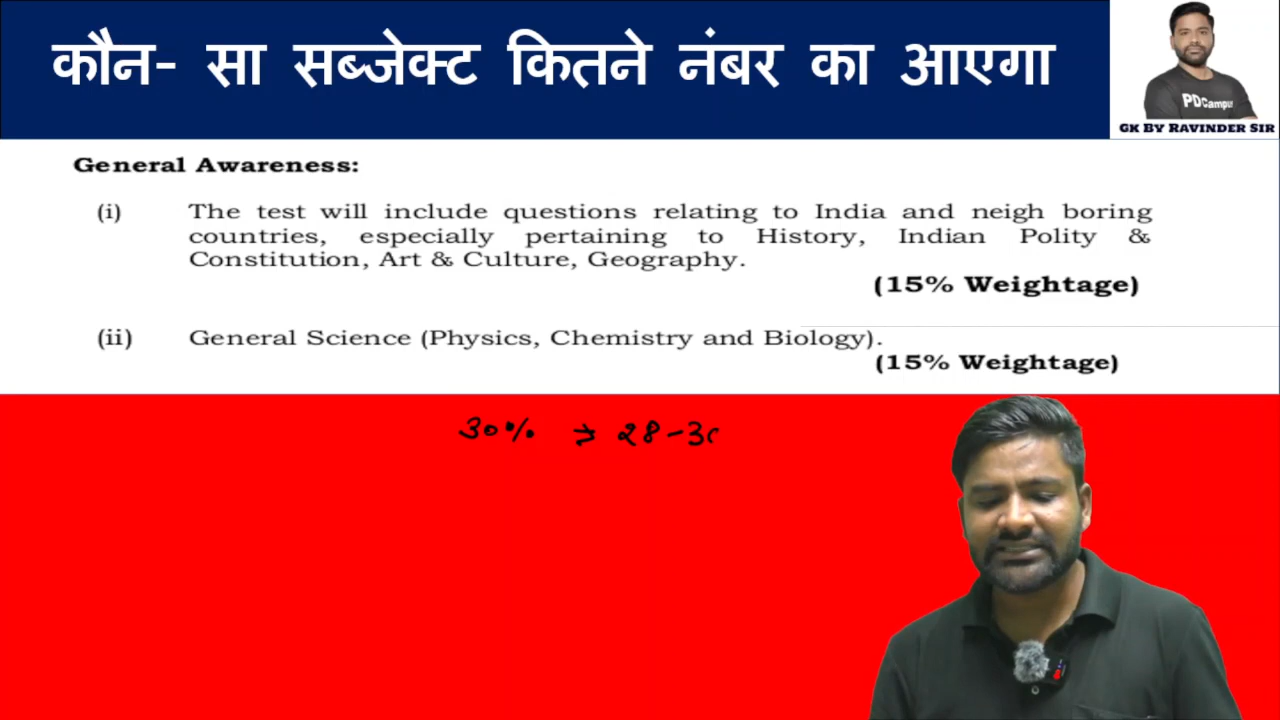 कौन- सा सब्जेक्ट कितने नंबर का आएगा
PDCampus
GK By Ravinder Sir
General Awareness:
(i) The test will include questions relating to India and neigh boring
countries, especially pertaining to History, Indian Polity &
Constitution, Art & Culture, Geography.
(15% Weightage)
(ii) General Science (Physics, Chemistry and Biology).
(15% Weightage)
30% → 28-30